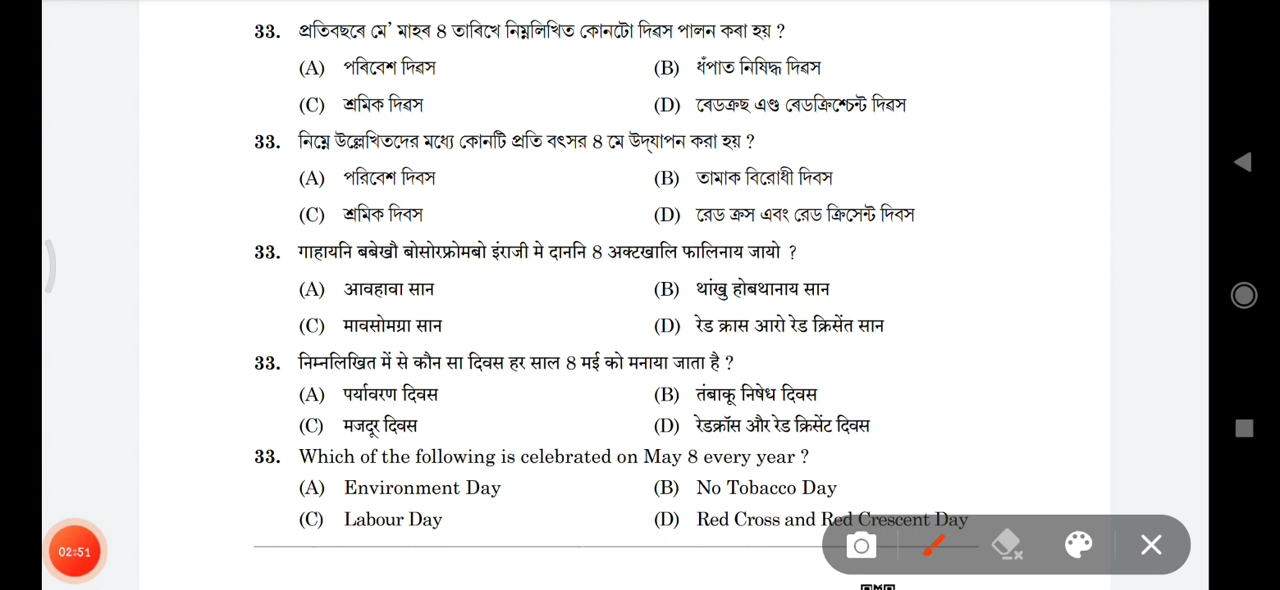 33. প্ৰতিবছৰে মে' মাহৰ 8 তাৰিখে নিম্নলিখিত কোনটো দিৱস পালন কৰা হয় ?
(A) পৰিবেশ দিৱস (B) ধঁপাত নিষিদ্ধ দিৱস
(C) শ্ৰমিক দিৱস (D) ৰেডক্ৰছ এণ্ড ৰেডক্ৰিশ্চেন্ট দিৱস
33. নিম্নে উল্লেখিতদের মধ্যে কোনটি প্রতি বৎসর 8 মে উদ্‌যাপন করা হয় ?
(A) পরিবেশ দিবস (B) তামাক বিরোধী দিবস
(C) শ্রমিক দিবস (D) রেড ক্রস এবং রেড ক্রিসেন্ট দিবস
33. गाहायनि बबेखौ बोसोरफ्रोमबो इंराजी मे दाननि 8 अक्टखालि फालिनाय जायो ?
(A) आवहावा सान (B) थांखु होबथानाय सान
(C) मावसोमग्रा सान (D) रेड क्रास आरो रेड क्रिसेंत सान
33. निम्नलिखित में से कौन सा दिवस हर साल 8 मई को मनाया जाता है ?
(A) पर्यावरण दिवस (B) तंबाकू निषेध दिवस
(C) मजदूर दिवस (D) रेडक्रॉस और रेड क्रिसेंट दिवस
33. Which of the following is celebrated on May 8 every year ?
(A) Environment Day (B) No Tobacco Day
(C) Labour Day (D) Red Cross and Red Crescent Day
02:51